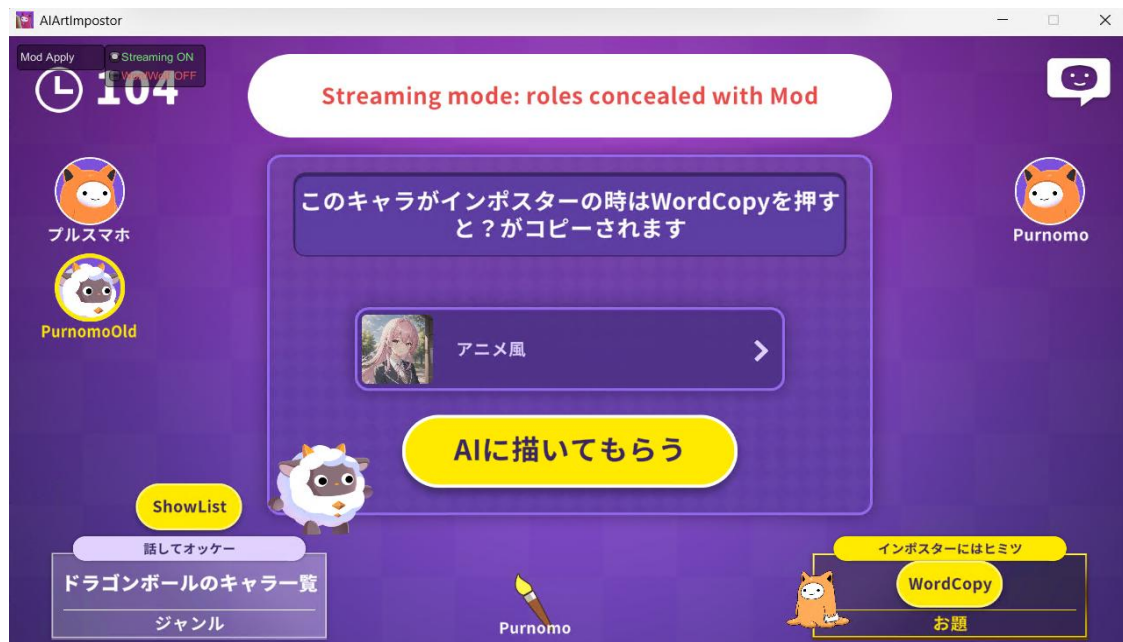 AIArtImpostor
Mod Apply
Streaming ON
OFF
104
Streaming mode: roles concealed with Mod
プルスマホ
PurnomoOld
このキャラがインポスターの時はWordCopyを押す
と？がコピーされます
Purnomo
アニメ風
AIに描いてもらう
ShowList
話してオッケー
ドラゴンボールのキャラ一覧
ジャンル
Purnomo
インポスターにはヒミツ
WordCopy
お題